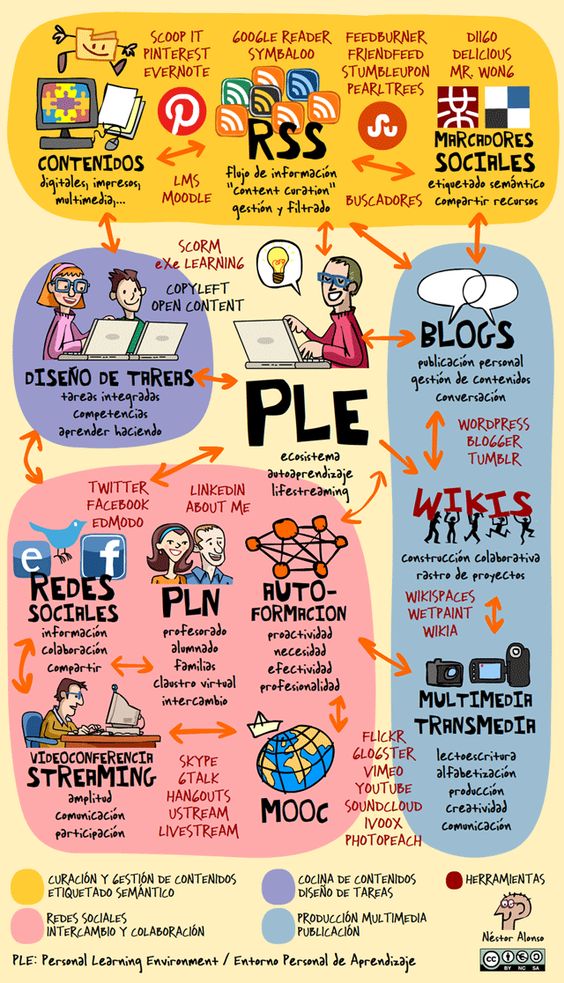 SCOOP IT
PINTEREST
EVERNOTE
GOOGLE READER
SYMBALOO
FEEDBURNER
FRIENDFEED
STUMBLEUPON
PEARLTREES
DIIGO
DELICIOUS
MR. WONG
CONTENIDOS
digitales, impresos,
multimedia,...
LMS
MOODLE
RSS
flujo de información
"content curation"
gestión y filtrado
BUSCADORES
MARCADORES
SOCIALES
etiquetado semántico
compartir recursos
SCORM
eXe LEARNING
COPYLEFT
OPEN CONTENT
DISEÑO DE TAREAS
tareas integradas
competencias
aprender haciendo
PLE
ecosistema
autoaprendizaje
lifestreaming
BLOGS
publicación personal
gestión de contenidos
conversación
WORDPRESS
BLOGGER
TUMBLR
WIKIS
construcción colaborativa
rastro de proyectos
WIKISPACES
WETPAINT
WIKIA
MULTIMEDIA
TRANSMEDIA
lectoescritura
alfabetización
producción
creatividad
comunicación
TWITTER
FACEBOOK
EDMODO
LINKEDIN
ABOUT ME
e
f
REDES
SOCIALES
información
colaboración
compartir
PLN
profesorado
alumnado
familias
claustro virtual
intercambio
AUTO-
FORMACION
proactividad
necesidad
efectividad
profesionalidad
VIDEOCONFERENCIA
STREAMING
amplitud
comunicación
participación
SKYPE
GTALK
HANGOUTS
USTREAM
LIVESTREAM
MOOC
FLICKR
GLOGSTER
VIMEO
YOUTUBE
SOUNDCLOUD
IVOOX
PHOTOPEACH
CURACIÓN Y GESTIÓN DE CONTENIDOS
ETIQUETADO SEMÁNTICO
COCINA DE CONTENIDOS
DISEÑO DE TAREAS
HERRAMIENTAS
REDES SOCIALES
INTERCAMBIO Y COLABORACIÓN
PRODUCCIÓN MULTIMEDIA
PUBLICACIÓN
Néstor Alonso
PLE: Personal Learning Environment / Entorno Personal de Aprendizaje
cc
BY NC SA